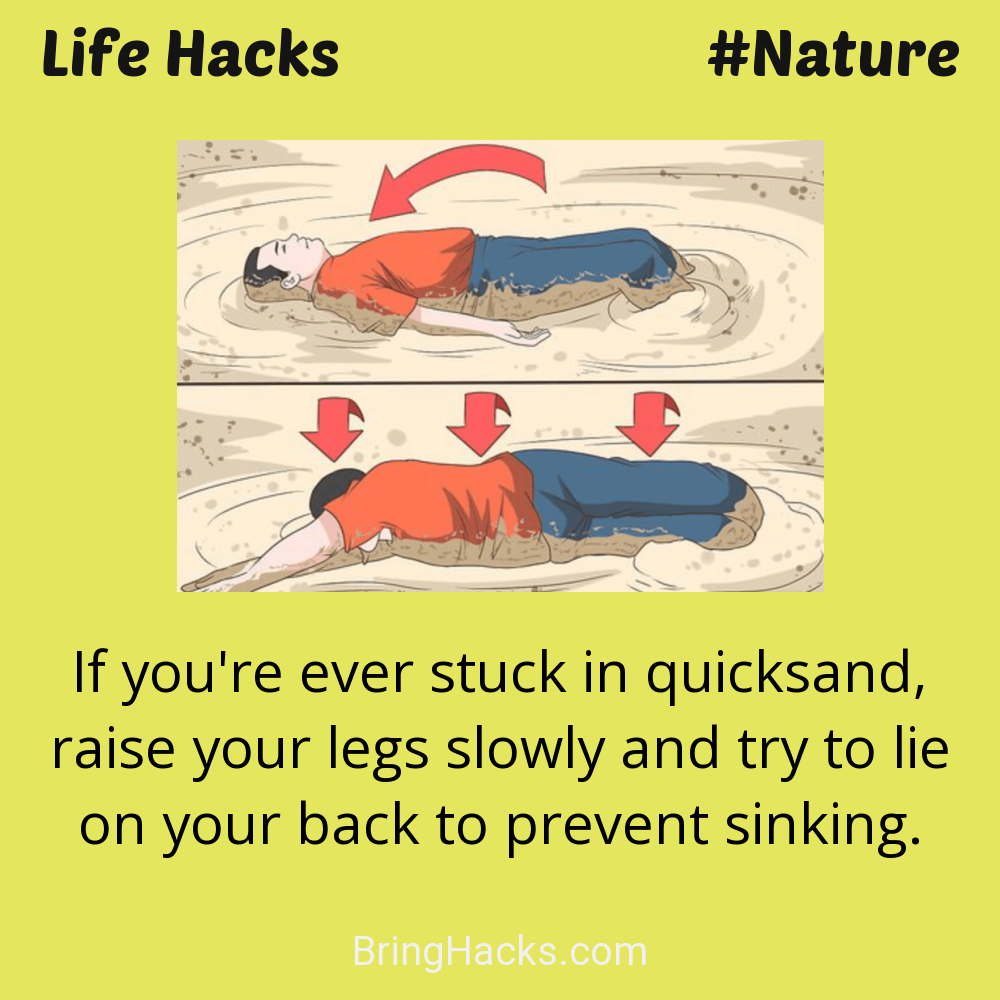 Life Hacks
#Nature
If you're ever stuck in quicksand,
raise your legs slowly and try to lie
on your back to prevent sinking.
BringHacks.com